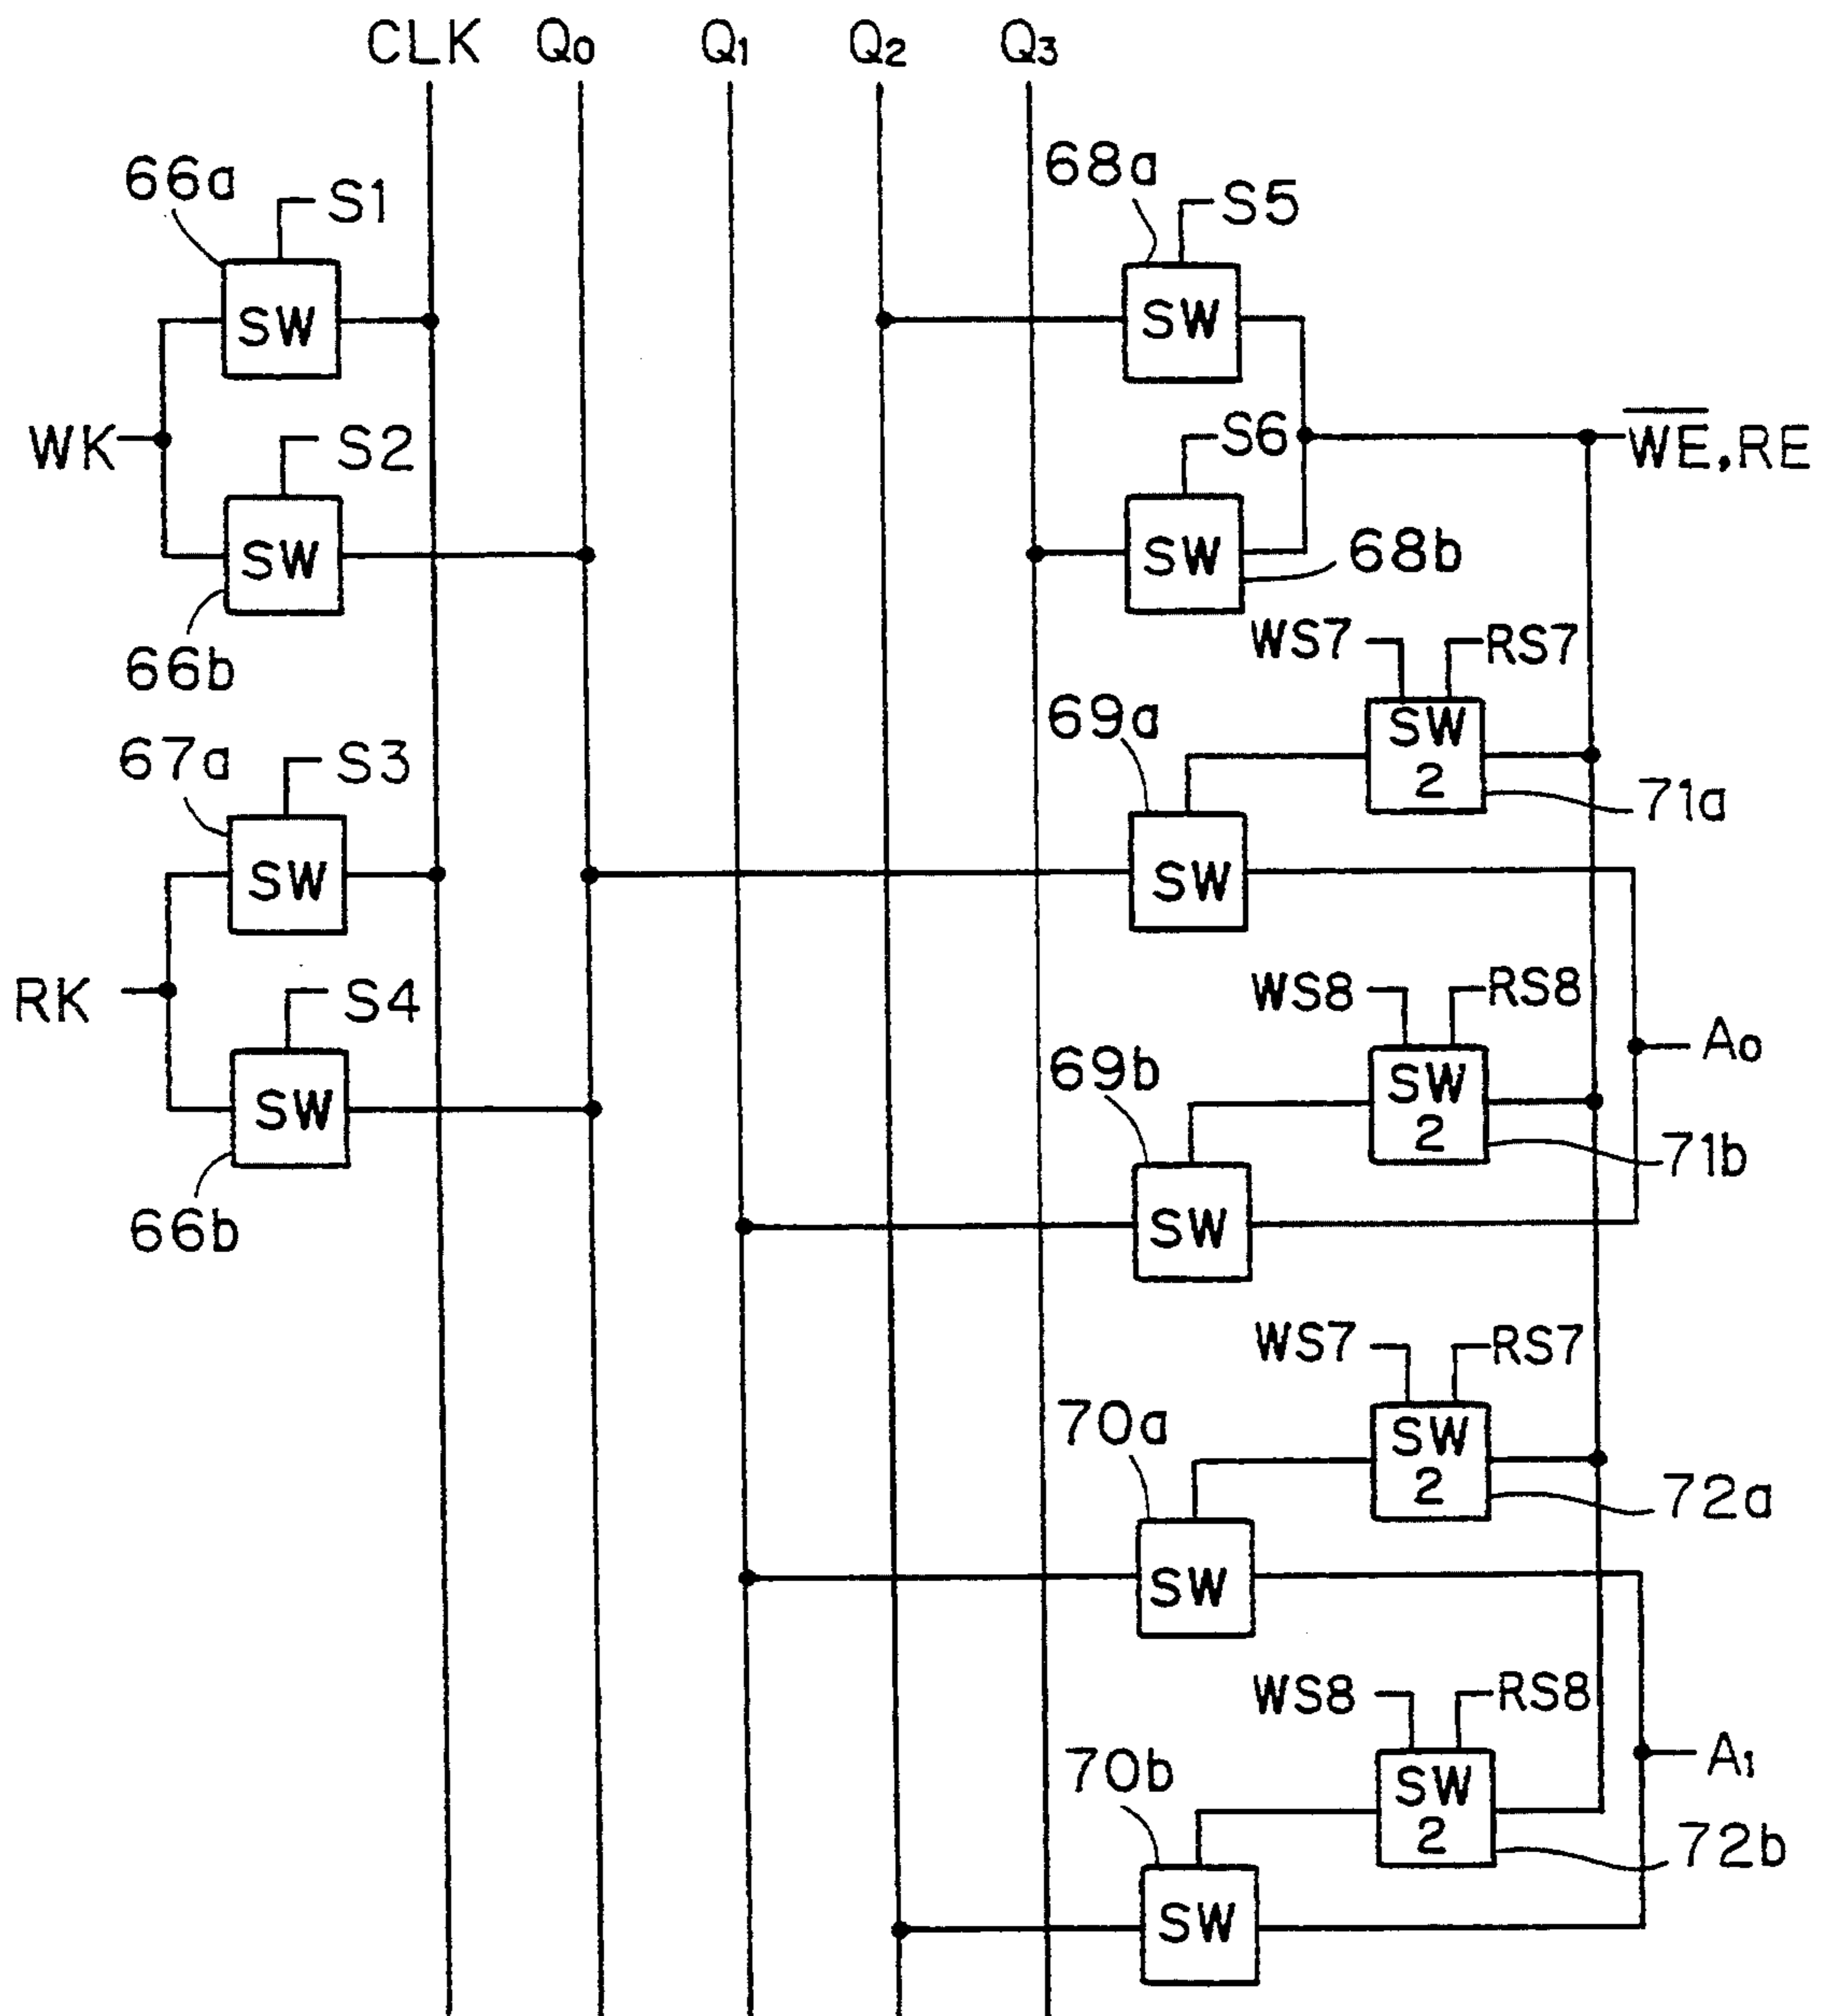 CLK Q0 Q1 Q2 Q3
66a S1
SW
WK
S2
SW
66b
67a S3
SW
RK
S4
SW
66b
68a S5
SW
S6
SW
68b
WE,RE
WS7 RS7
SW
2
71a
69a
SW
WS8 RS8
SW
2
71b
69b
SW
A0
WS7 RS7
SW
2
72a
70a
SW
WS8 RS8
SW
2
72b
70b
SW
A1